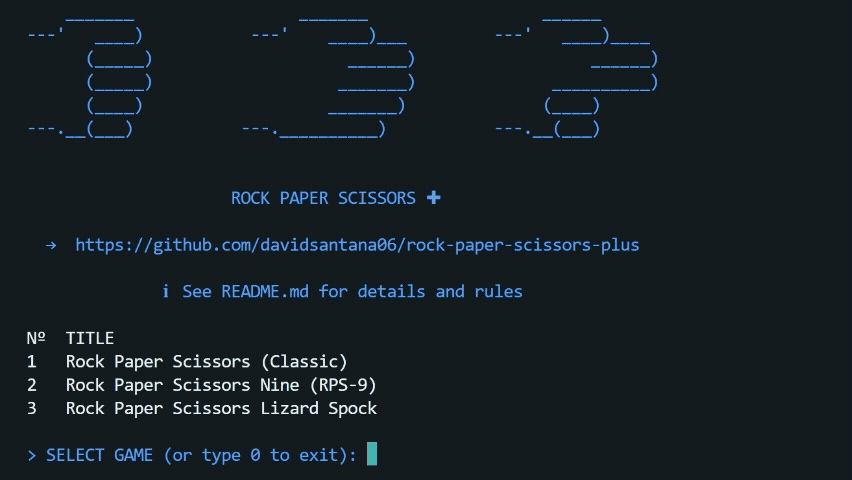 _______            _______                  ______
---'   ____)       ---'    ____)___         ---'   ____)____
      (_____)                ______)                  ______)
      (_____)               _______)              __________)
      (____)               _______)              (____)
---.__(___)       ---.__________)           ---.__(___)
ROCK PAPER SCISSORS ✚
→ https://github.com/davidsantana06/rock-paper-scissors-plus
ℹ See README.md for details and rules
Nº TITLE
1 Rock Paper Scissors (Classic)
2 Rock Paper Scissors Nine (RPS-9)
3 Rock Paper Scissors Lizard Spock
> SELECT GAME (or type 0 to exit):